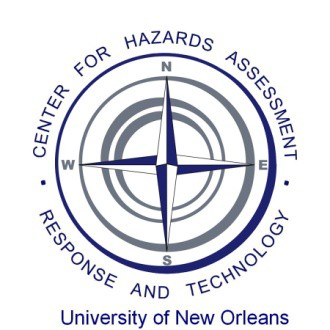 CENTER FOR HAZARDS ASSESSMENT
N
W
E
S
• RESPONSE AND TECHNOLOGY •
University of New Orleans